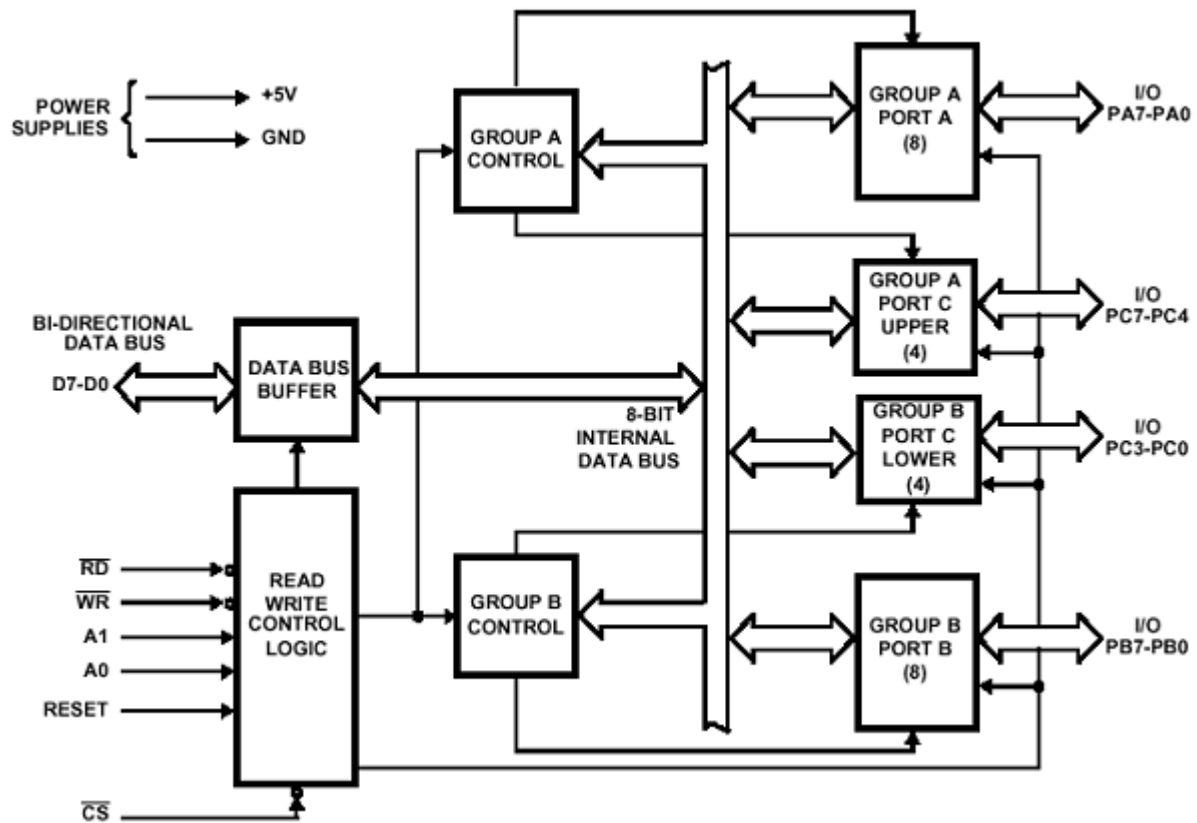 POWER
SUPPLIES
+5V
GND
GROUP A
CONTROL
GROUP A
PORT A
(8)
I/O
PA7-PA0
GROUP A
PORT C
UPPER
(4)
I/O
PC7-PC4
BI-DIRECTIONAL
DATA BUS
D7-D0
DATA BUS
BUFFER
8-BIT
INTERNAL
DATA BUS
GROUP B
PORT C
LOWER
(4)
I/O
PC3-PC0
RD
WR
A1
A0
RESET
CS
READ
WRITE
CONTROL
LOGIC
GROUP B
CONTROL
GROUP B
PORT B
(8)
I/O
PB7-PB0